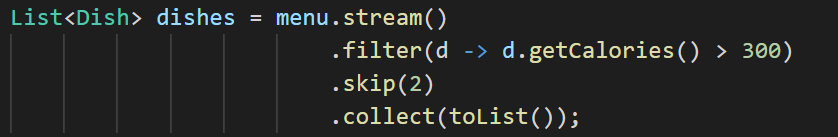 List<Dish> dishes = menu.stream()
.filter(d -> d.getCalories() > 300)
.skip(2)
.collect(toList());